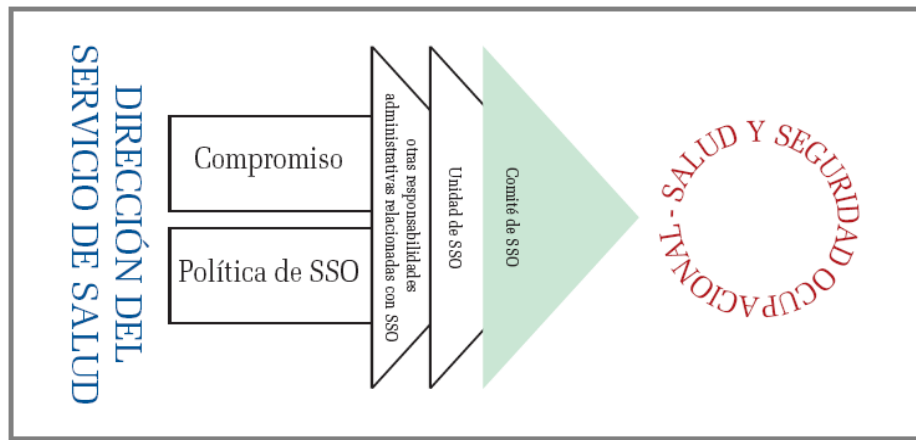 DIRECCIÓN DEL
SERVICIO DE SALUD
Compromiso
Política de SSO
otras responsabilidades
administrativas relacionadas con SSO
Unidad de SSO
Comité de SSO
SALUD Y SEGURIDAD OCUPACIONAL -